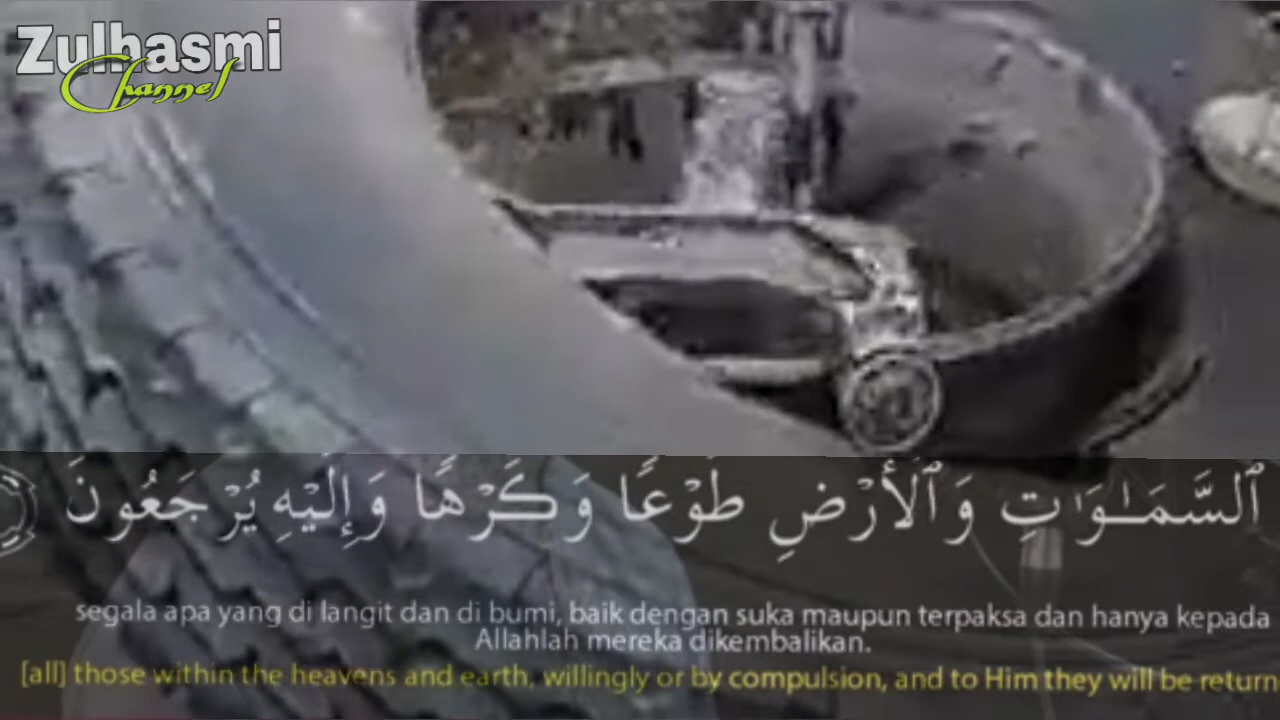 Zulhasmi
Channel
ٱلسَّمَـٰوَٰتِ وَٱلْأَرْضِ طَوْعًا وَكَرْهًا وَإِلَيْهِ يُرْجَعُونَ
segala apa yang di langit dan di bumi, baik dengan suka maupun terpaksa dan hanya kepada
Allahlah mereka dikembalikan.
[all] those within the heavens and earth, willingly or by compulsion, and to Him they will be return